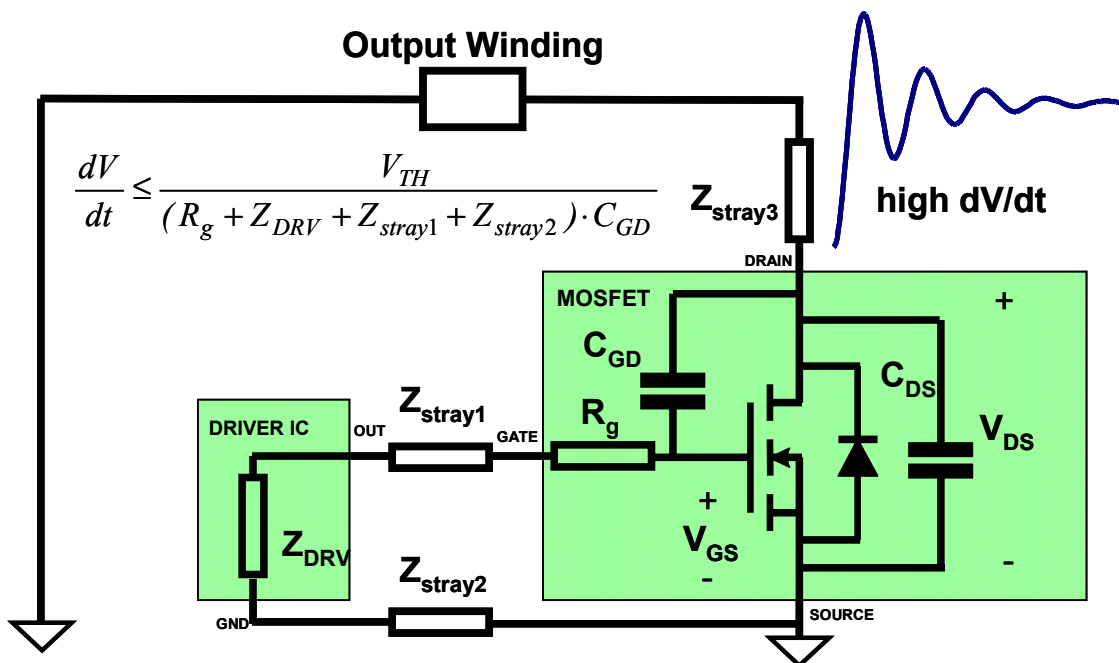 Output Winding
dV/dt ≤ V_TH / ( R_g + Z_DRV + Z_stray1 + Z_stray2 ) · C_GD
Z_stray3
high dV/dt
DRAIN
MOSFET
+
C_GD
C_DS
Z_stray1
DRIVER IC
OUT
GATE
R_g
V_DS
+
V_GS
-
Z_DRV
Z_stray2
-
GND
SOURCE